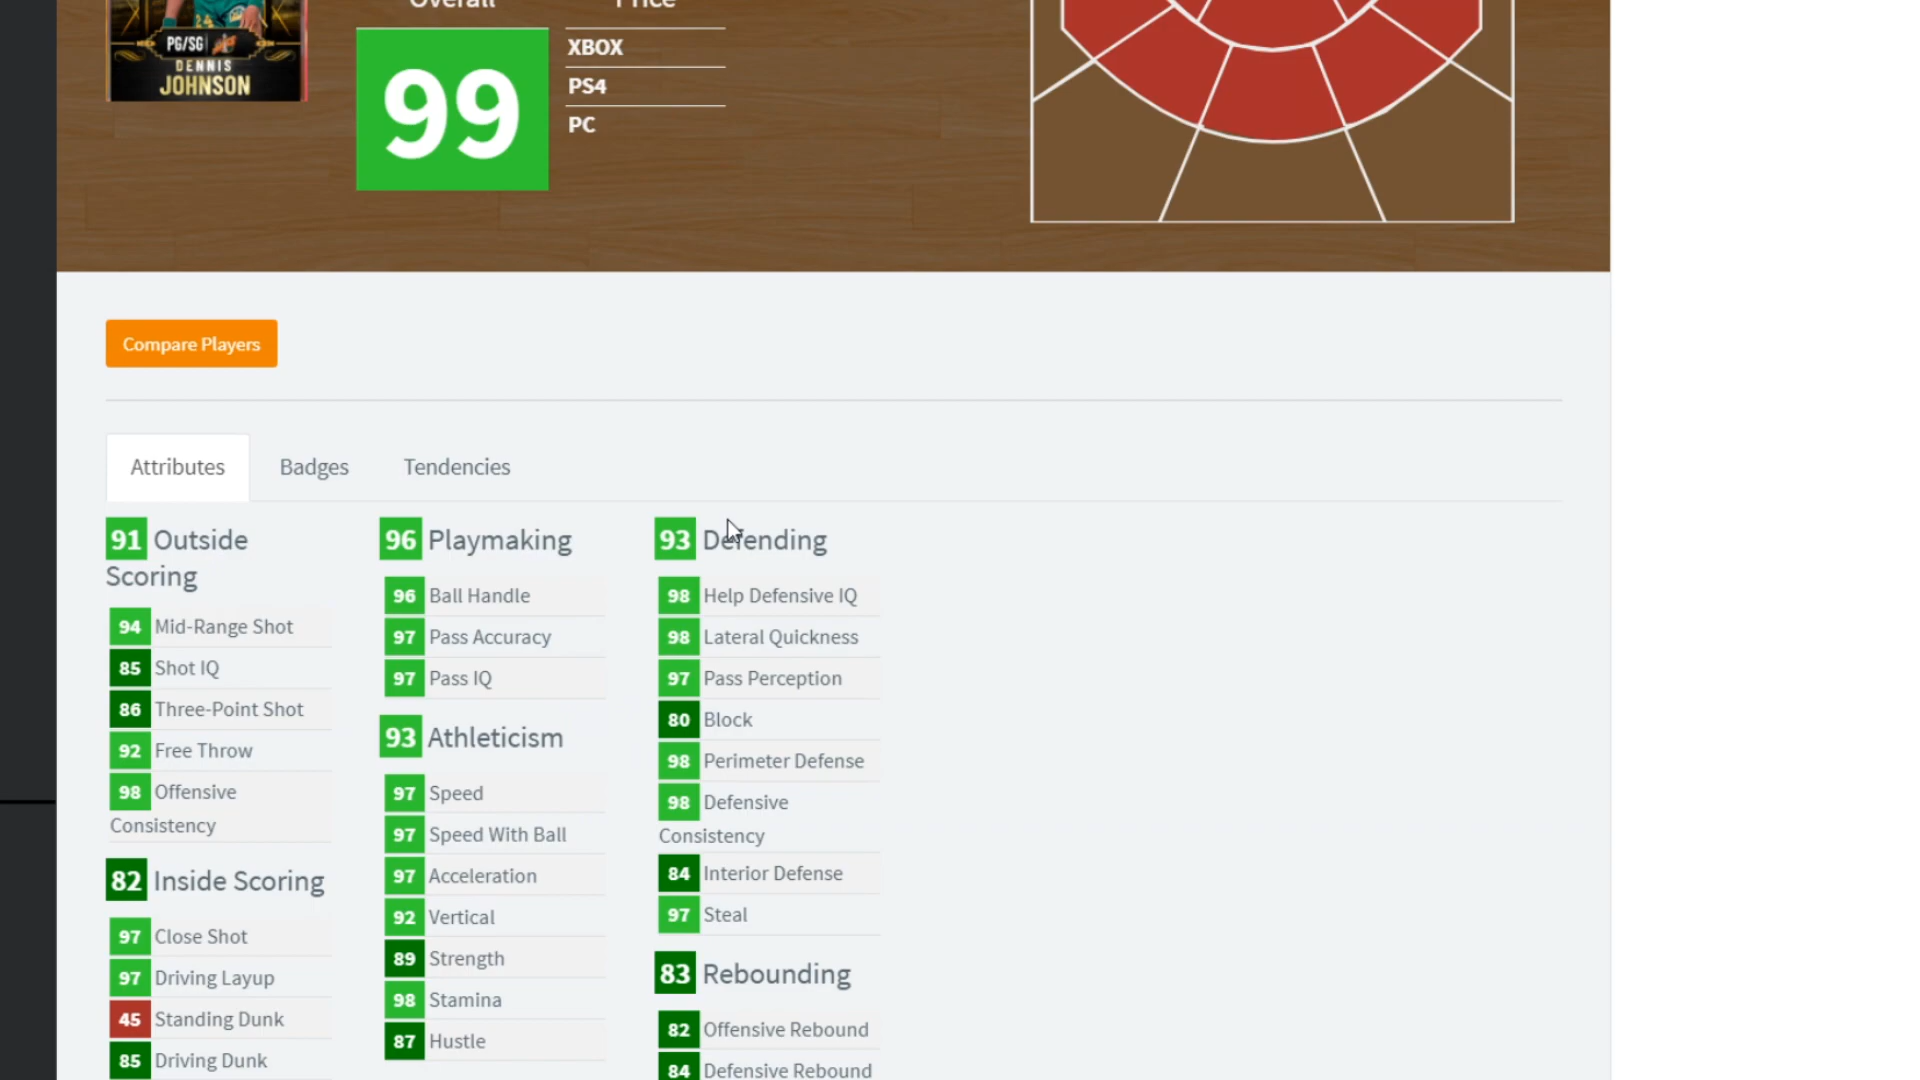 Overall
Price
24
PG/SG
DENNIS
JOHNSON
99
XBOX
PS4
PC
Compare Players
Attributes
Badges
Tendencies
91 Outside
Scoring
94 Mid-Range Shot
85 Shot IQ
86 Three-Point Shot
92 Free Throw
98 Offensive
Consistency
82 Inside Scoring
97 Close Shot
97 Driving Layup
45 Standing Dunk
85 Driving Dunk
96 Playmaking
96 Ball Handle
97 Pass Accuracy
97 Pass IQ
93 Athleticism
97 Speed
97 Speed With Ball
97 Acceleration
92 Vertical
89 Strength
98 Stamina
87 Hustle
93 Defending
98 Help Defensive IQ
98 Lateral Quickness
97 Pass Perception
80 Block
98 Perimeter Defense
98 Defensive
Consistency
84 Interior Defense
97 Steal
83 Rebounding
82 Offensive Rebound
84 Defensive Rebound